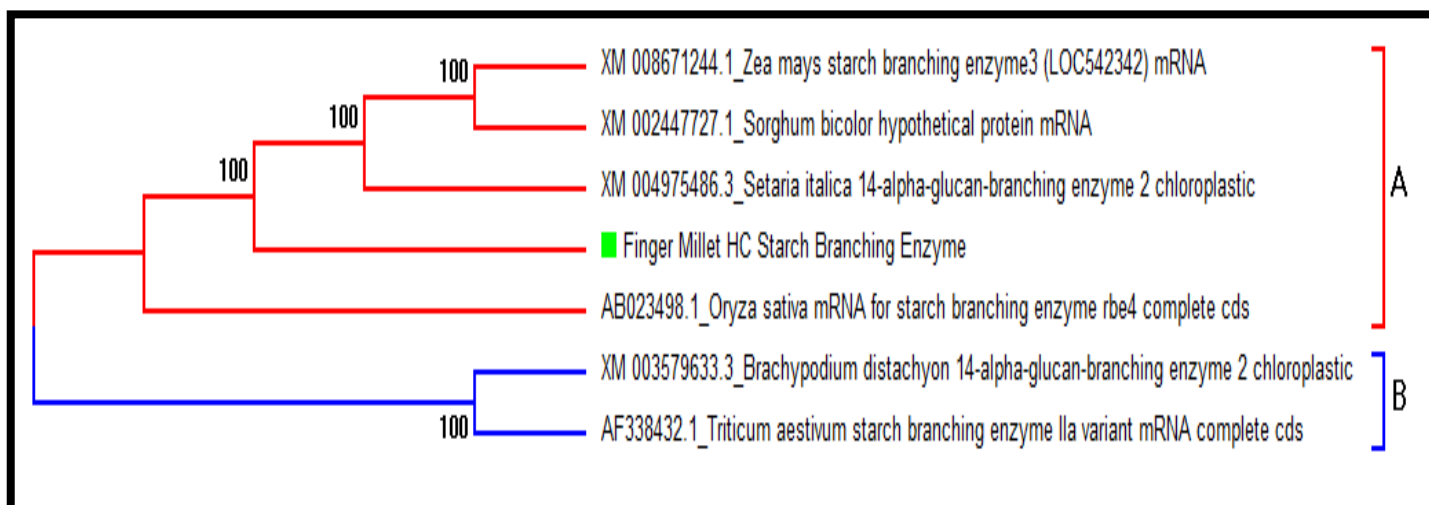 100
XM 008671244.1_Zea mays starch branching enzyme3 (LOC542342) mRNA
100
XM 002447727.1_Sorghum bicolor hypothetical protein mRNA
100
XM 004975486.3_Setaria italica 14-alpha-glucan-branching enzyme 2 chloroplastic
A
Finger Millet HC Starch Branching Enzyme
AB023498.1_Oryza sativa mRNA for starch branching enzyme rbe4 complete cds
XM 003579633.3_Brachypodium distachyon 14-alpha-glucan-branching enzyme 2 chloroplastic
B
100
AF338432.1_Triticum aestivum starch branching enzyme IIa variant mRNA complete cds